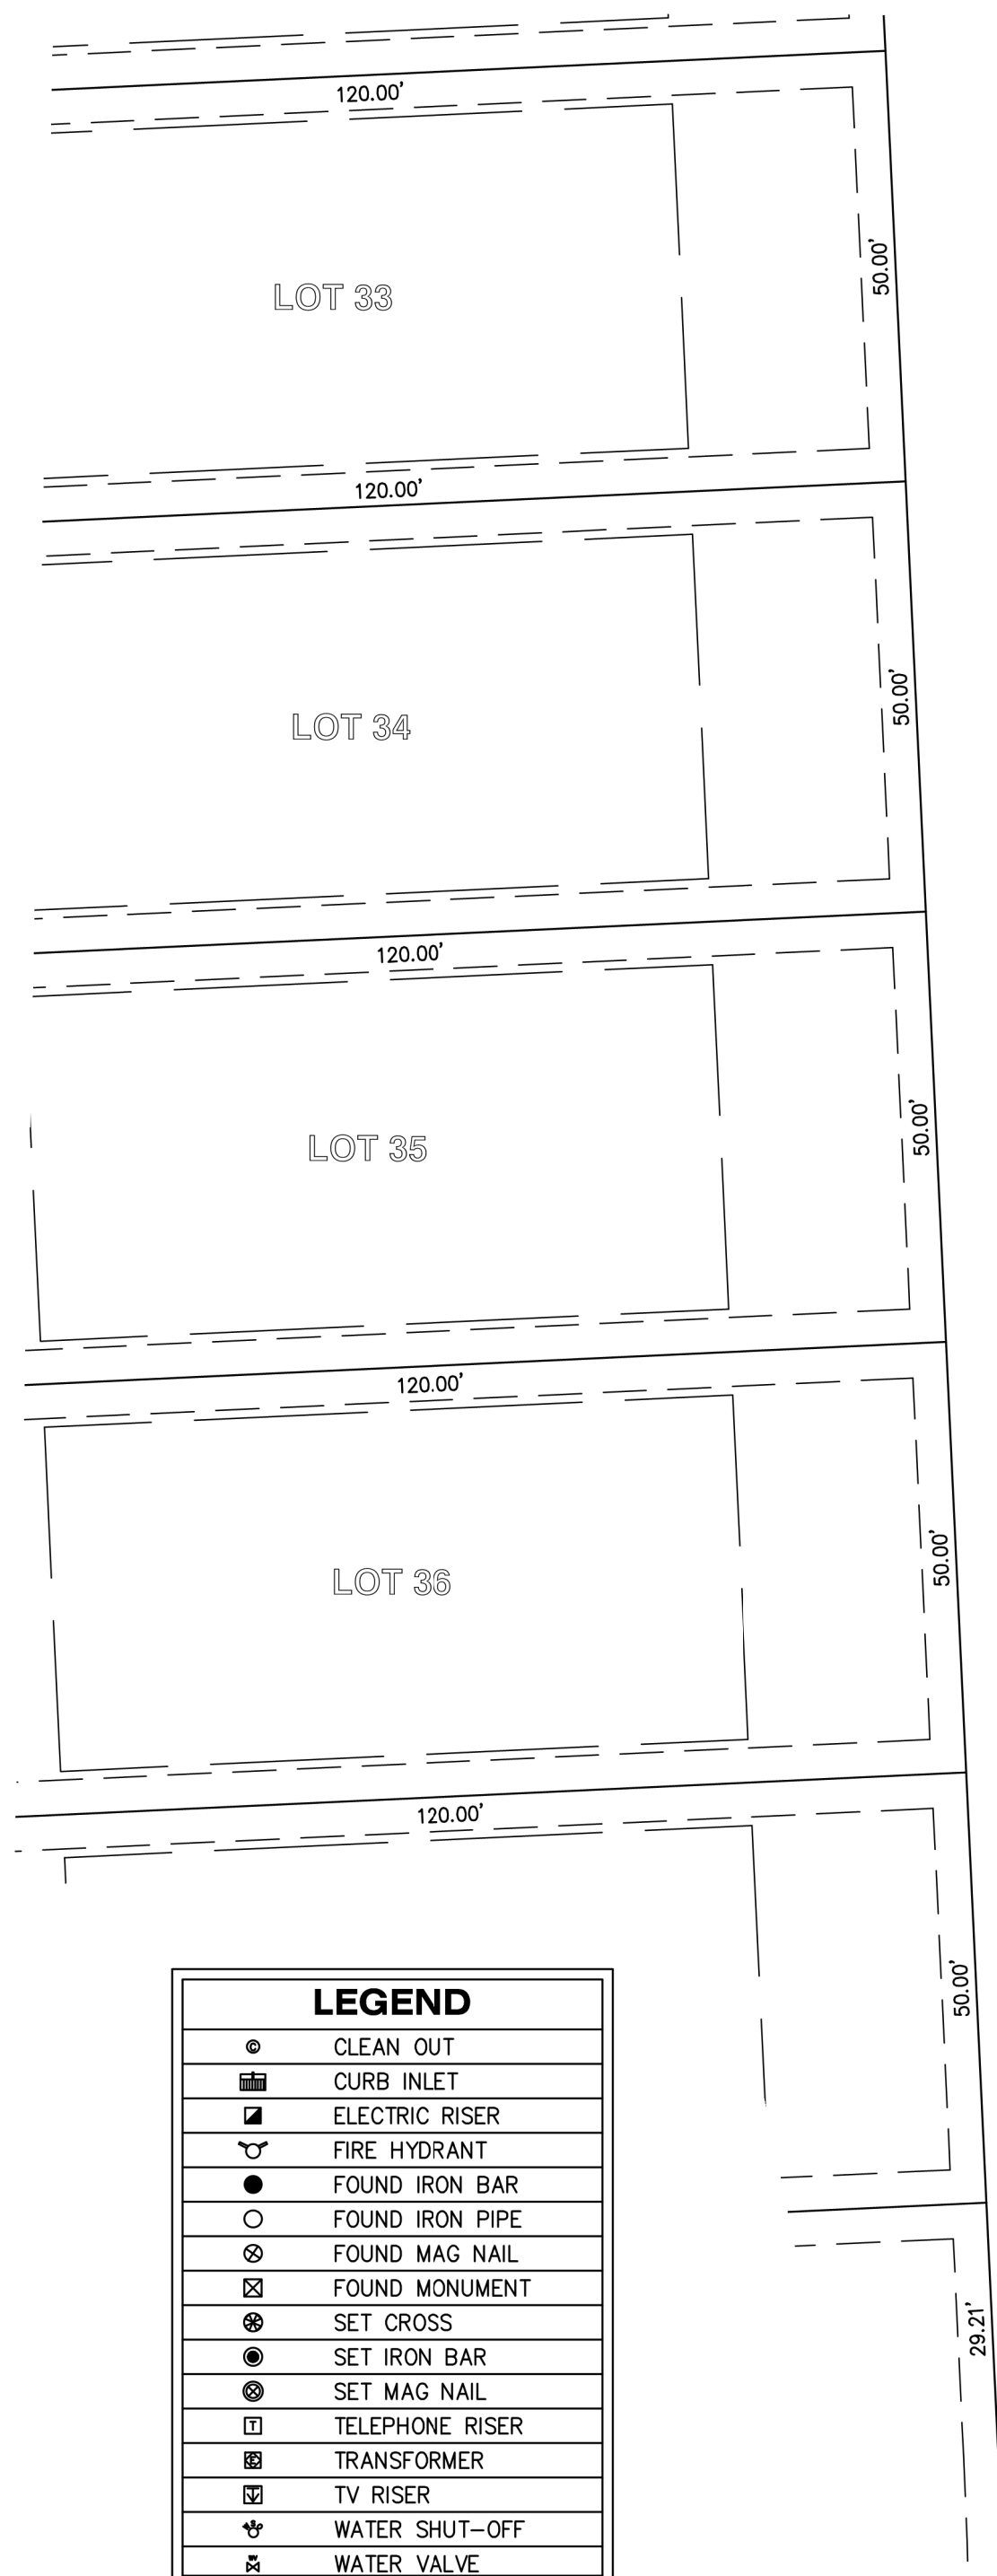 120.00'
50.00'
LOT 33
120.00'
50.00'
LOT 34
120.00'
50.00'
LOT 35
120.00'
50.00'
LOT 36
120.00'
50.00'
LEGEND
CLEAN OUT
CURB INLET
ELECTRIC RISER
FIRE HYDRANT
FOUND IRON BAR
FOUND IRON PIPE
FOUND MAG NAIL
FOUND MONUMENT
29.21'
SET CROSS
SET IRON BAR
SET MAG NAIL
T TELEPHONE RISER
TRANSFORMER
TV RISER
WATER SHUT-OFF
WATER VALVE